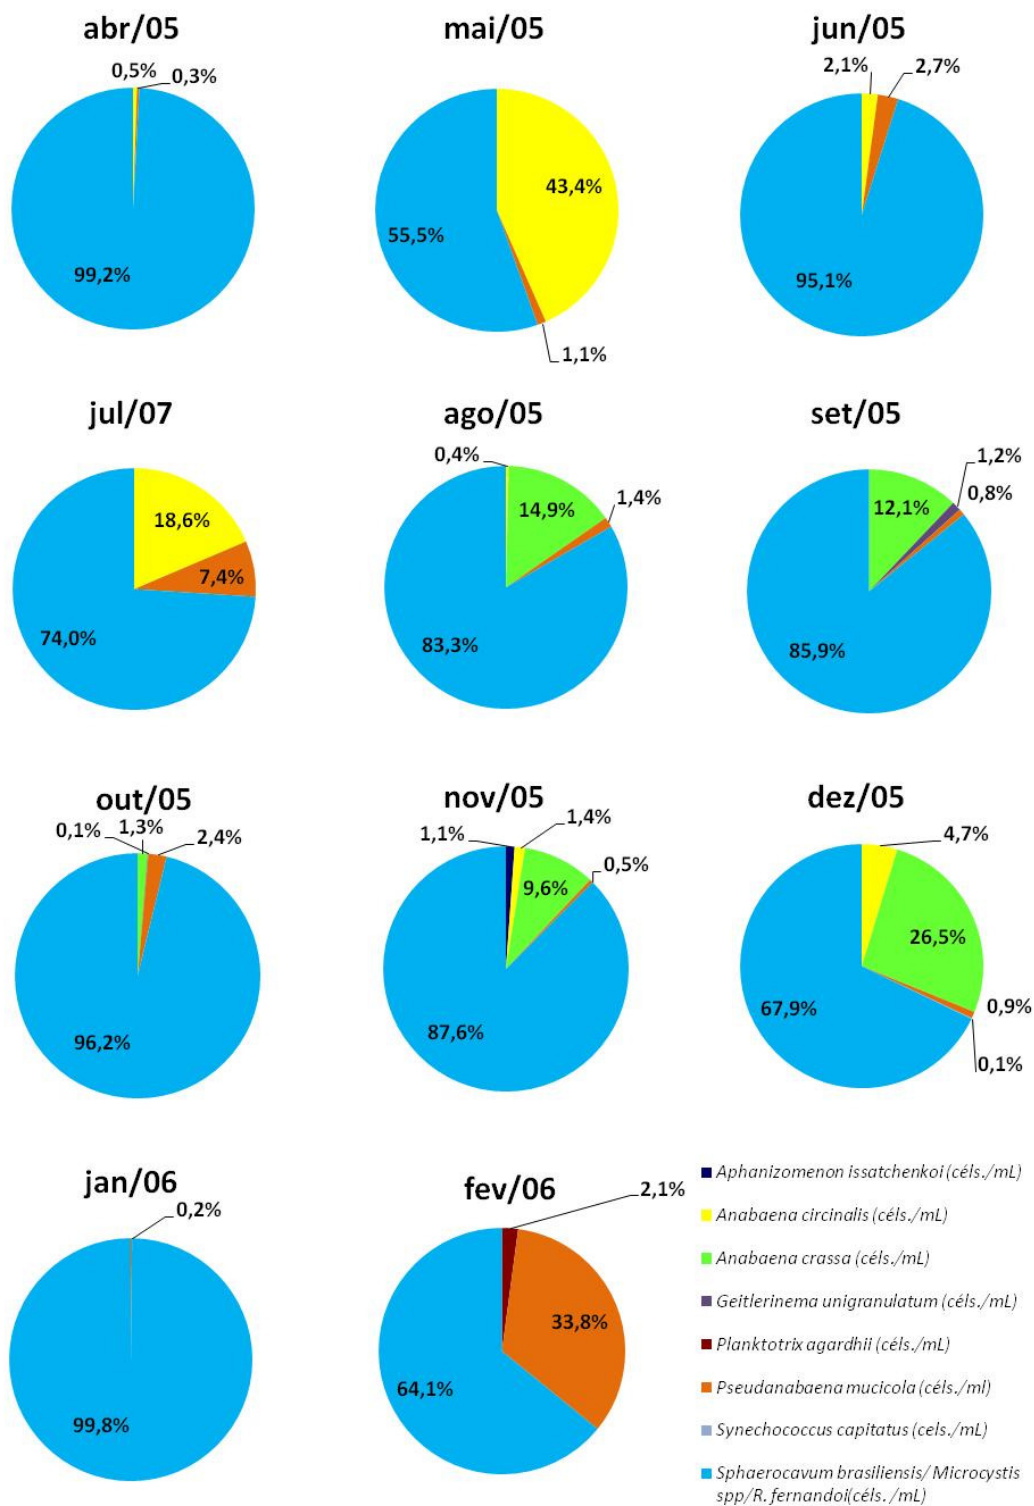 abr/05
0,5%
0,3%
99,2%
mai/05
43,4%
55,5%
1,1%
jun/05
2,1%
2,7%
95,1%
jul/07
18,6%
7,4%
74,0%
ago/05
0,4%
14,9%
1,4%
83,3%
set/05
1,2%
0,8%
12,1%
85,9%
out/05
0,1%
1,3%
2,4%
96,2%
nov/05
1,1%
1,4%
0,5%
9,6%
87,6%
dez/05
4,7%
26,5%
67,9%
0,9%
0,1%
jan/06
0,2%
99,8%
fev/06
2,1%
33,8%
64,1%
Aphanizomenon issatchenkoi (céls./mL)
Anabaena circinalis (céls./mL)
Anabaena crassa (céls./mL)
Geitlerinema unigranulatum (céls./mL)
Planktotrix agardhii (céls./mL)
Pseudanabaena mucicola (céls./ml)
Synechococcus capitatus (cels./mL)
Sphaerocavum brasiliensis/ Microcystis
spp/R. fernandoi(céls. /mL)